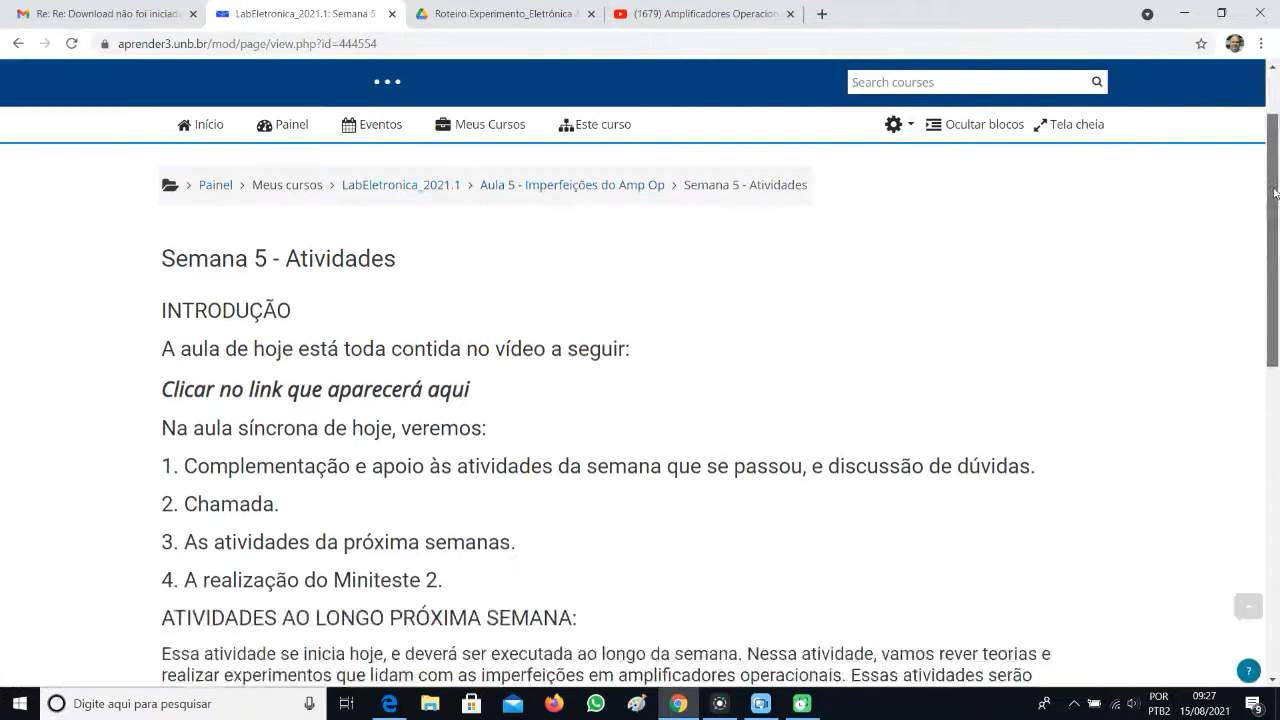 Re: Re: Download não foi iniciad
LabEletronica_2021.1: Semana 5
Roteiro.Experimento_Eletrônica A
(1679) Amplificadores Operacion
aprender3.unb.br/mod/page/view.php?id=444554
Search courses
Início
Painel
Eventos
Meus Cursos
Este curso
Ocultar blocos
Tela cheia
Painel > Meus cursos > LabEletronica_2021.1 > Aula 5 - Imperfeições do Amp Op > Semana 5 - Atividades
Semana 5 - Atividades
INTRODUÇÃO
A aula de hoje está toda contida no vídeo a seguir:
Clicar no link que aparecerá aqui
Na aula síncrona de hoje, veremos:
1. Complementação e apoio às atividades da semana que se passou, e discussão de dúvidas.
2. Chamada.
3. As atividades da próxima semanas.
4. A realização do Miniteste 2.
ATIVIDADES AO LONGO PRÓXIMA SEMANA:
Essa atividade se inicia hoje, e deverá ser executada ao longo da semana. Nessa atividade, vamos rever teorias e
realizar experimentos que lidam com as imperfeições em amplificadores operacionais. Essas atividades serão
?
Digite aqui para pesquisar
POR
PTB2
09:27
15/08/2021